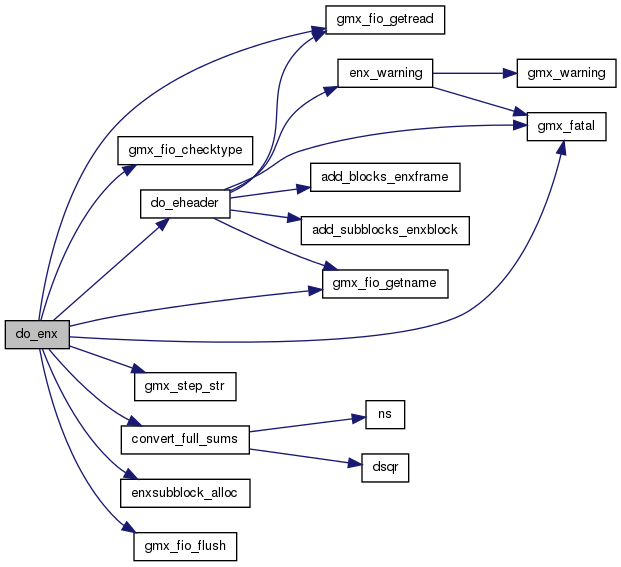 gmx_fio_getread
enx_warning
gmx_warning
gmx_fatal
gmx_fio_checktype
add_blocks_enxframe
do_eheader
add_subblocks_enxblock
gmx_fio_getname
do_enx
gmx_step_str
ns
convert_full_sums
dsqr
enxsubblock_alloc
gmx_fio_flush